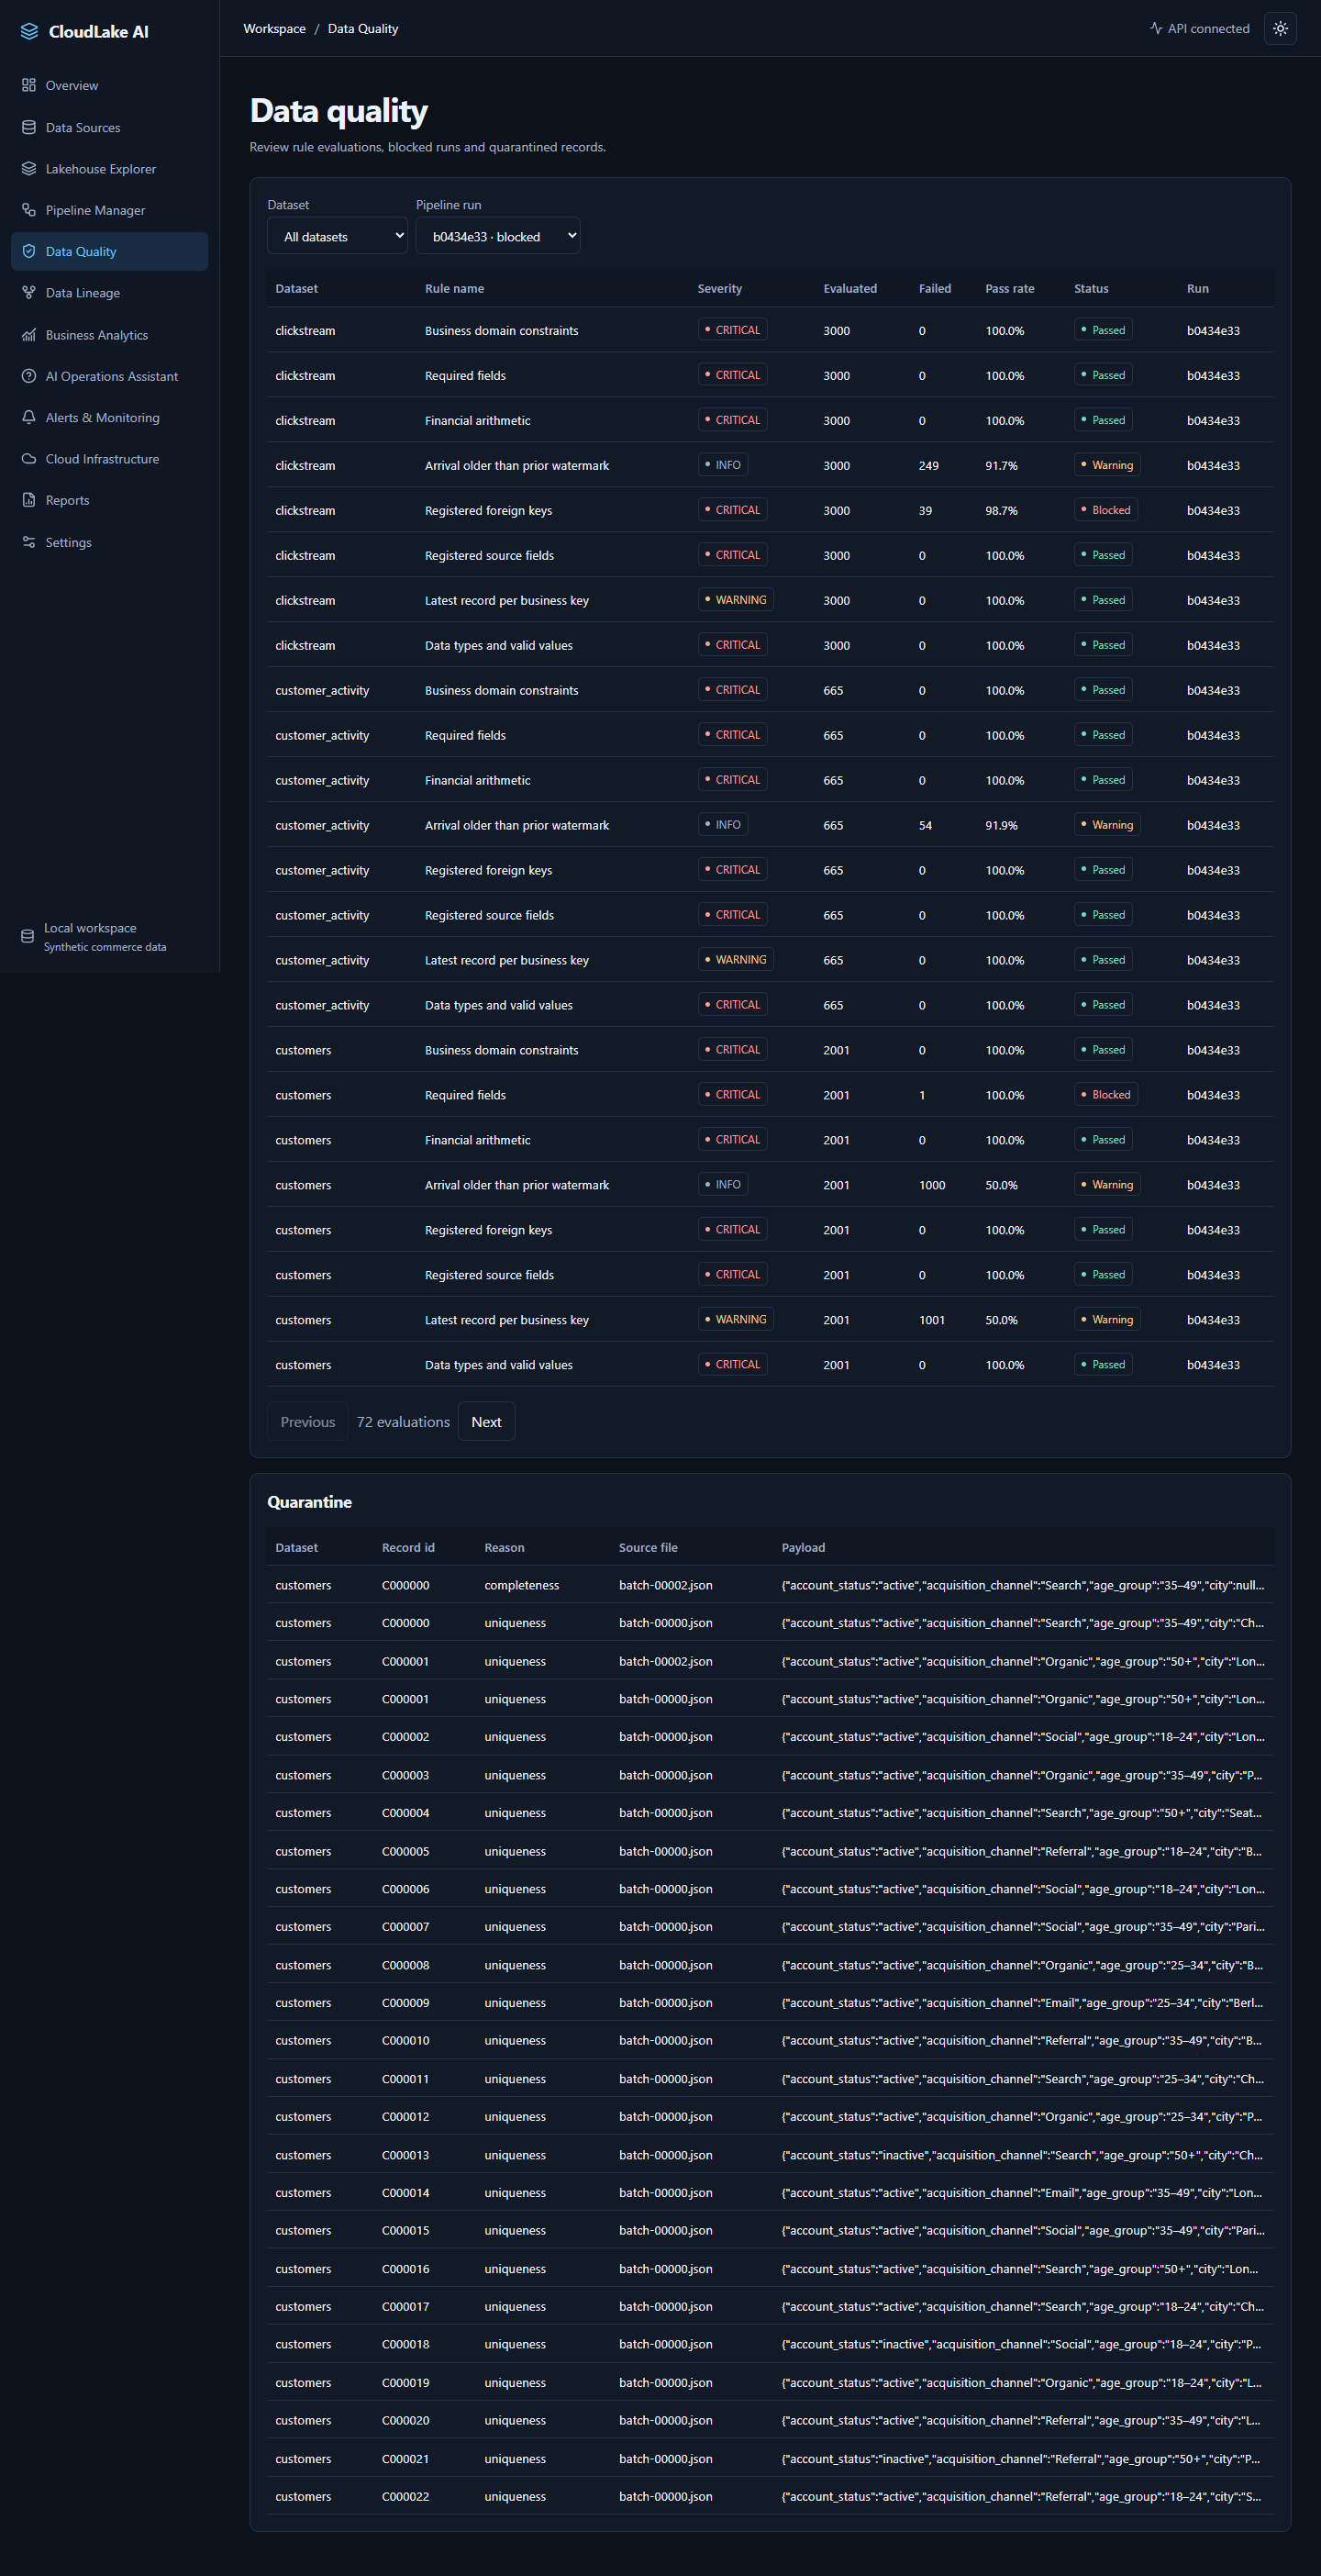 CloudLake AI
Workspace / Data Quality
API connected
Overview
Data Sources
Lakehouse Explorer
Pipeline Manager
Data Quality
Data Lineage
Business Analytics
AI Operations Assistant
Alerts & Monitoring
Cloud Infrastructure
Reports
Settings
Local workspace
Synthetic commerce data
Data quality
Review rule evaluations, blocked runs and quarantined records.
Dataset Pipeline run
All datasets b0434e33 · blocked
Dataset Rule name Severity Evaluated Failed Pass rate Status Run
clickstream Business domain constraints CRITICAL 3000 0 100.0% Passed b0434e33
clickstream Required fields CRITICAL 3000 0 100.0% Passed b0434e33
clickstream Financial arithmetic CRITICAL 3000 0 100.0% Passed b0434e33
clickstream Arrival older than prior watermark INFO 3000 249 91.7% Warning b0434e33
clickstream Registered foreign keys CRITICAL 3000 39 98.7% Blocked b0434e33
clickstream Registered source fields CRITICAL 3000 0 100.0% Passed b0434e33
clickstream Latest record per business key WARNING 3000 0 100.0% Passed b0434e33
clickstream Data types and valid values CRITICAL 3000 0 100.0% Passed b0434e33
customer_activity Business domain constraints CRITICAL 665 0 100.0% Passed b0434e33
customer_activity Required fields CRITICAL 665 0 100.0% Passed b0434e33
customer_activity Financial arithmetic CRITICAL 665 0 100.0% Passed b0434e33
customer_activity Arrival older than prior watermark INFO 665 54 91.9% Warning b0434e33
customer_activity Registered foreign keys CRITICAL 665 0 100.0% Passed b0434e33
customer_activity Registered source fields CRITICAL 665 0 100.0% Passed b0434e33
customer_activity Latest record per business key WARNING 665 0 100.0% Passed b0434e33
customer_activity Data types and valid values CRITICAL 665 0 100.0% Passed b0434e33
customers Business domain constraints CRITICAL 2001 0 100.0% Passed b0434e33
customers Required fields CRITICAL 2001 1 100.0% Blocked b0434e33
customers Financial arithmetic CRITICAL 2001 0 100.0% Passed b0434e33
customers Arrival older than prior watermark INFO 2001 1000 50.0% Warning b0434e33
customers Registered foreign keys CRITICAL 2001 0 100.0% Passed b0434e33
customers Registered source fields CRITICAL 2001 0 100.0% Passed b0434e33
customers Latest record per business key WARNING 2001 1001 50.0% Warning b0434e33
customers Data types and valid values CRITICAL 2001 0 100.0% Passed b0434e33
Previous 72 evaluations Next
Quarantine
Dataset Record id Reason Source file Payload
customers C000000 completeness batch-00002.json {"account_status":"active","acquisition_channel":"Search","age_group":"35–49","city":null...
customers C000000 uniqueness batch-00000.json {"account_status":"active","acquisition_channel":"Search","age_group":"35–49","city":"Ch...
customers C000001 uniqueness batch-00002.json {"account_status":"active","acquisition_channel":"Organic","age_group":"50+","city":"Lon...
customers C000001 uniqueness batch-00000.json {"account_status":"active","acquisition_channel":"Organic","age_group":"50+","city":"Lon...
customers C000002 uniqueness batch-00000.json {"account_status":"active","acquisition_channel":"Social","age_group":"18–24","city":"Lon...
customers C000003 uniqueness batch-00000.json {"account_status":"active","acquisition_channel":"Organic","age_group":"35–49","city":"P...
customers C000004 uniqueness batch-00000.json {"account_status":"active","acquisition_channel":"Search","age_group":"50+","city":"Seat...
customers C000005 uniqueness batch-00000.json {"account_status":"active","acquisition_channel":"Referral","age_group":"18–24","city":"B...
customers C000006 uniqueness batch-00000.json {"account_status":"active","acquisition_channel":"Social","age_group":"18–24","city":"Lon...
customers C000007 uniqueness batch-00000.json {"account_status":"active","acquisition_channel":"Social","age_group":"35–49","city":"Pari...
customers C000008 uniqueness batch-00000.json {"account_status":"active","acquisition_channel":"Organic","age_group":"25–34","city":"B...
customers C000009 uniqueness batch-00000.json {"account_status":"active","acquisition_channel":"Email","age_group":"25–34","city":"Berl...
customers C000010 uniqueness batch-00000.json {"account_status":"active","acquisition_channel":"Referral","age_group":"35–49","city":"B...
customers C000011 uniqueness batch-00000.json {"account_status":"active","acquisition_channel":"Search","age_group":"25–34","city":"Ch...
customers C000012 uniqueness batch-00000.json {"account_status":"active","acquisition_channel":"Organic","age_group":"25–34","city":"P...
customers C000013 uniqueness batch-00000.json {"account_status":"inactive","acquisition_channel":"Search","age_group":"50+","city":"Ch...
customers C000014 uniqueness batch-00000.json {"account_status":"active","acquisition_channel":"Email","age_group":"35–49","city":"Lon...
customers C000015 uniqueness batch-00000.json {"account_status":"active","acquisition_channel":"Social","age_group":"35–49","city":"Pari...
customers C000016 uniqueness batch-00000.json {"account_status":"active","acquisition_channel":"Search","age_group":"50+","city":"Lon...
customers C000017 uniqueness batch-00000.json {"account_status":"active","acquisition_channel":"Search","age_group":"18–24","city":"Ch...
customers C000018 uniqueness batch-00000.json {"account_status":"inactive","acquisition_channel":"Social","age_group":"18–24","city":"P...
customers C000019 uniqueness batch-00000.json {"account_status":"active","acquisition_channel":"Organic","age_group":"18–24","city":"L...
customers C000020 uniqueness batch-00000.json {"account_status":"active","acquisition_channel":"Referral","age_group":"35–49","city":"L...
customers C000021 uniqueness batch-00000.json {"account_status":"inactive","acquisition_channel":"Referral","age_group":"50+","city":"P...
customers C000022 uniqueness batch-00000.json {"account_status":"active","acquisition_channel":"Referral","age_group":"18–24","city":"S...